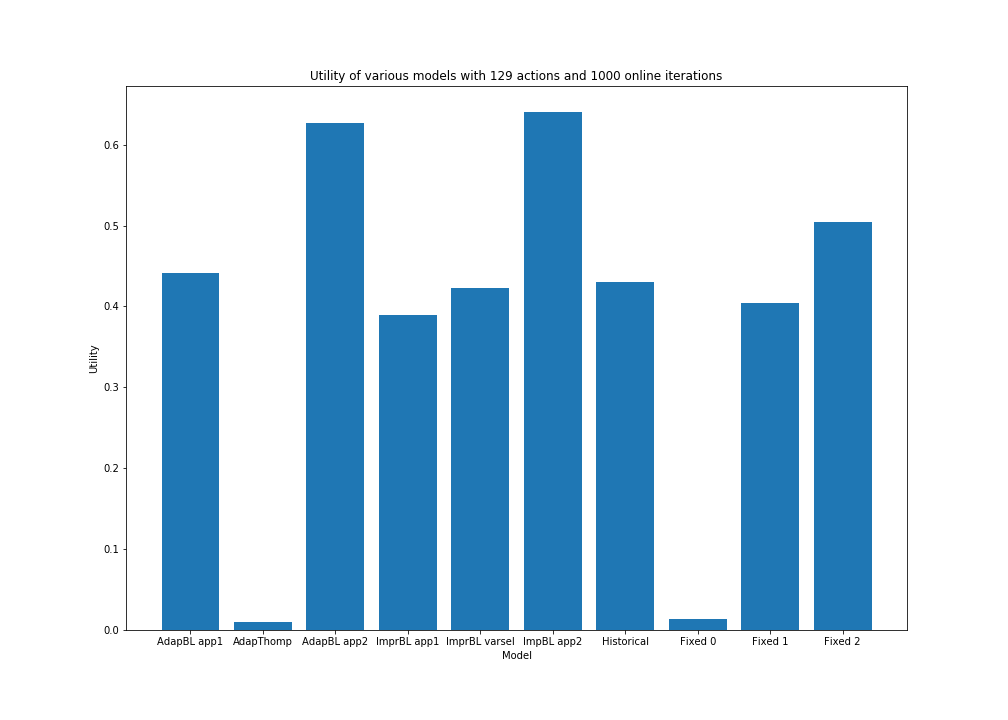 Utility of various models with 129 actions and 1000 online iterations
0.6
0.5
0.4
0.3
0.2
0.1
0.0
Utility
AdapBL app1 AdapThomp AdapBL app2 ImprBL app1 ImprBL varsel ImpBL app2 Historical Fixed 0 Fixed 1 Fixed 2
Model